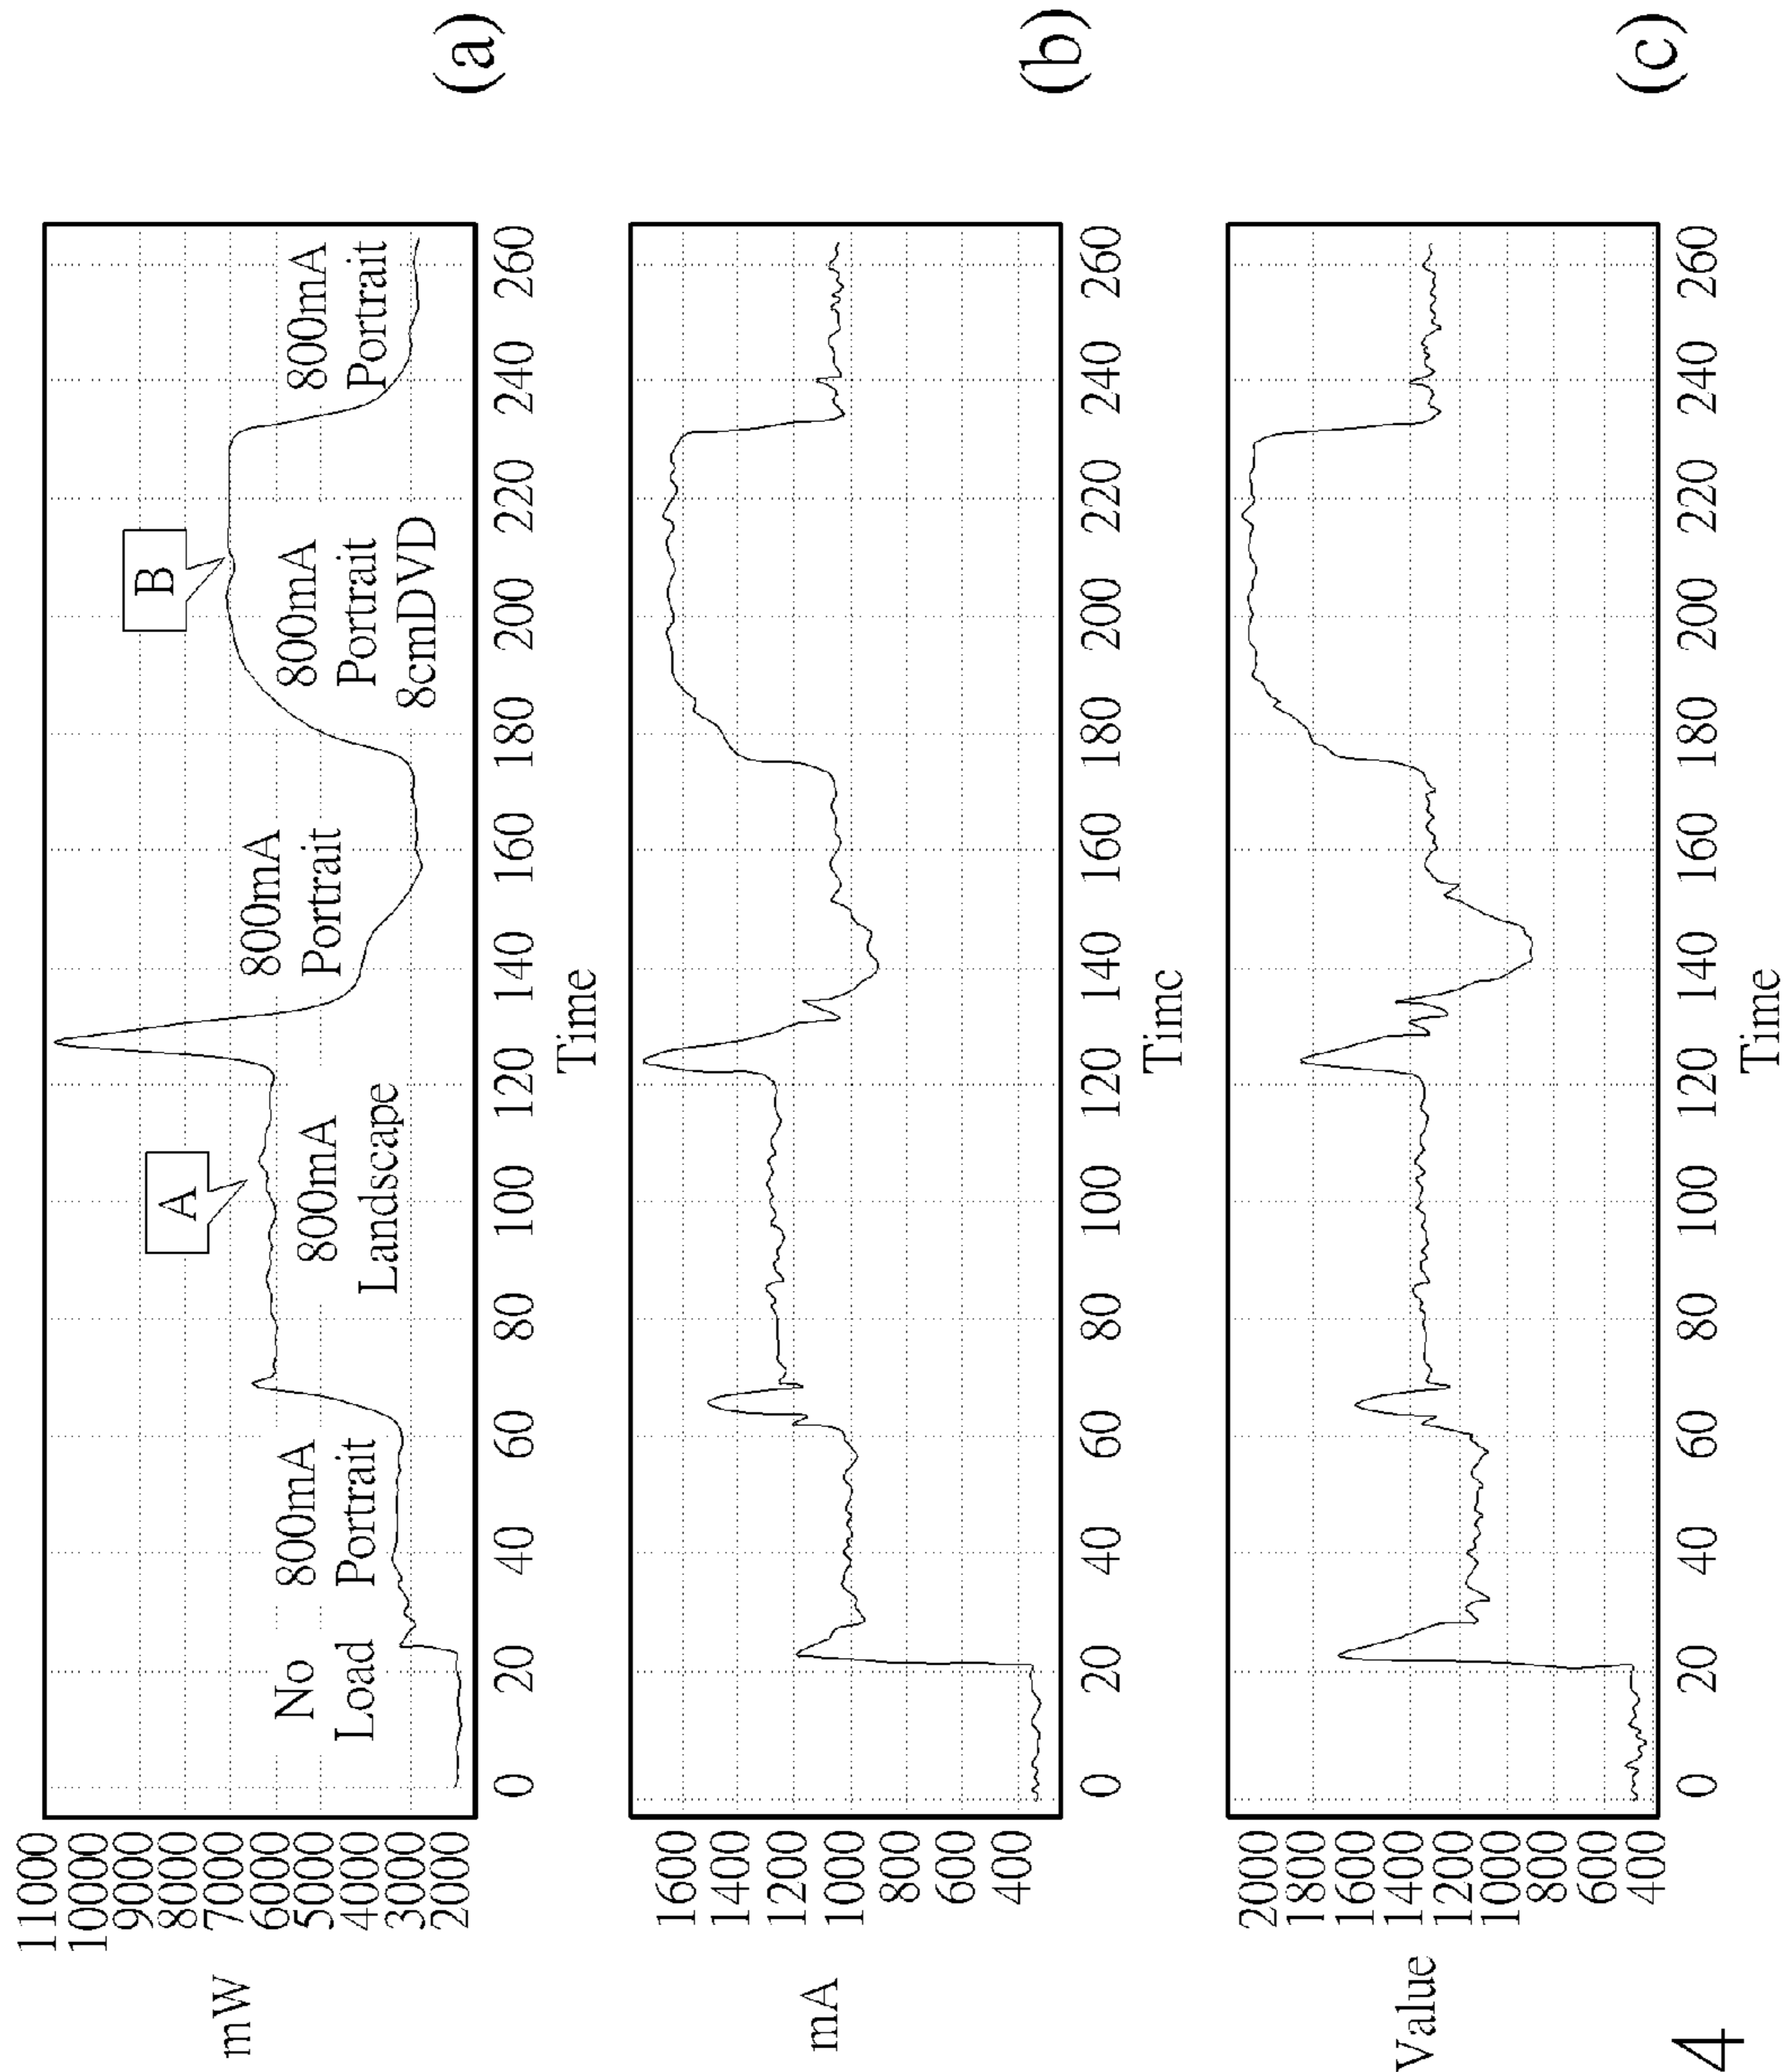 11000
10000
9000
8000
7000
6000
5000
4000
3000
2000
mW
No
Load
800mA
Portrait
A
800mA
Landscape
800mA
Portrait
B
800mA
Portrait
8cmDVD
800mA
Portrait
0 20 40 60 80 100 120 140 160 180 200 220 240 260
Time
(a)
1600
1400
1200
1000
800
600
400
mA
0 20 40 60 80 100 120 140 160 180 200 220 240 260
Timc
(b)
2000
1800
1600
1400
1200
1000
800
600
400
Value
0 20 40 60 80 100 120 140 160 180 200 220 240 260
Time
(c)
4